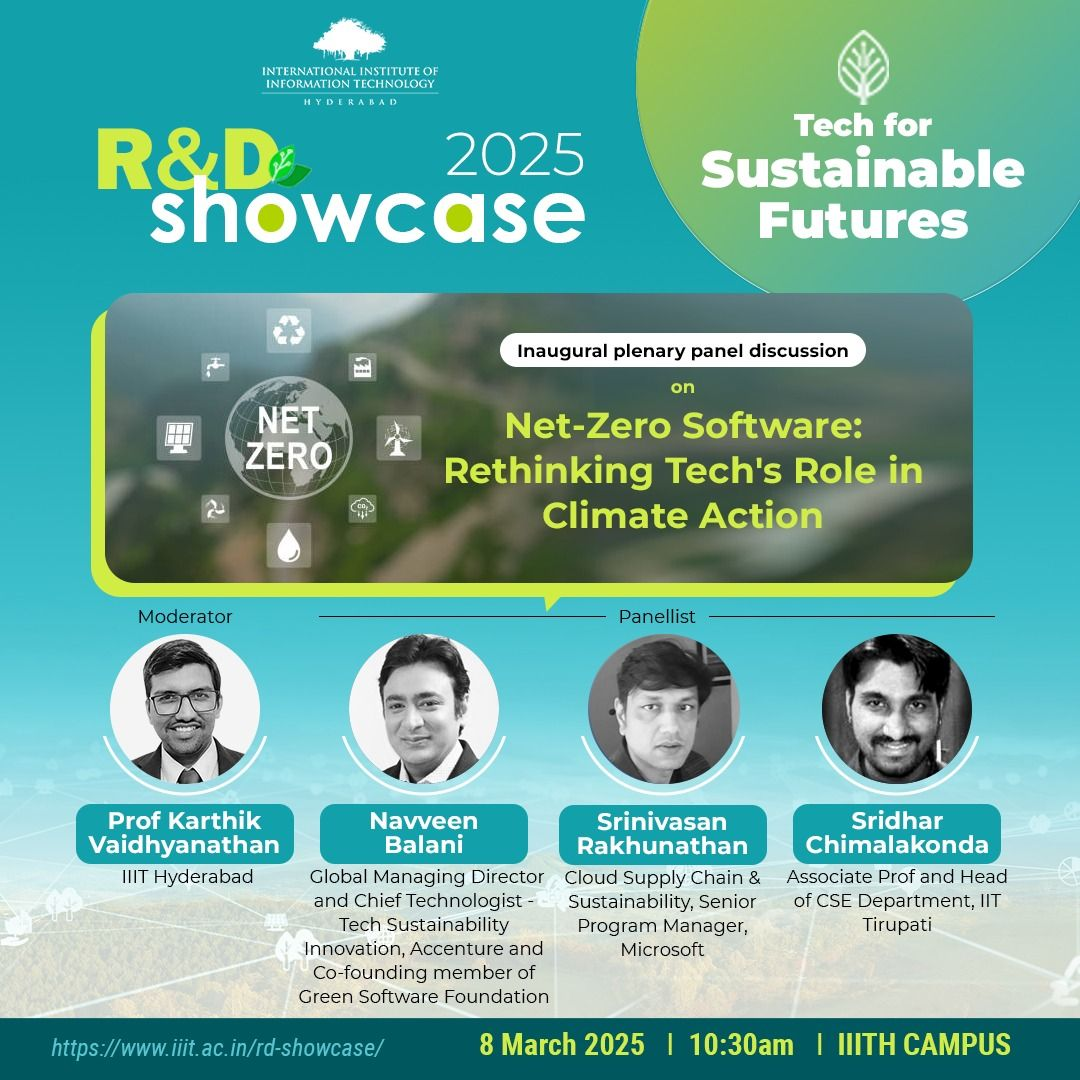 INTERNATIONAL INSTITUTE OF
INFORMATION TECHNOLOGY
HYDERABAD
R&D
2025
showcase
Tech for
Sustainable
Futures
NET
ZERO
CO₂
Inaugural plenary panel discussion
on
Net-Zero Software:
Rethinking Tech's Role in
Climate Action
Moderator
Panellist
Prof Karthik
Vaidhyanathan
IIIT Hyderabad
Navveen
Balani
Global Managing Director
and Chief Technologist -
Tech Sustainability
Innovation, Accenture and
Co-founding member of
Green Software Foundation
Srinivasan
Rakhunathan
Cloud Supply Chain &
Sustainability, Senior
Program Manager,
Microsoft
Sridhar
Chimalakonda
Associate Prof and Head
of CSE Department, IIT
Tirupati
https://www.iiit.ac.in/rd-showcase/
8 March 2025 | 10:30am | IIITH CAMPUS